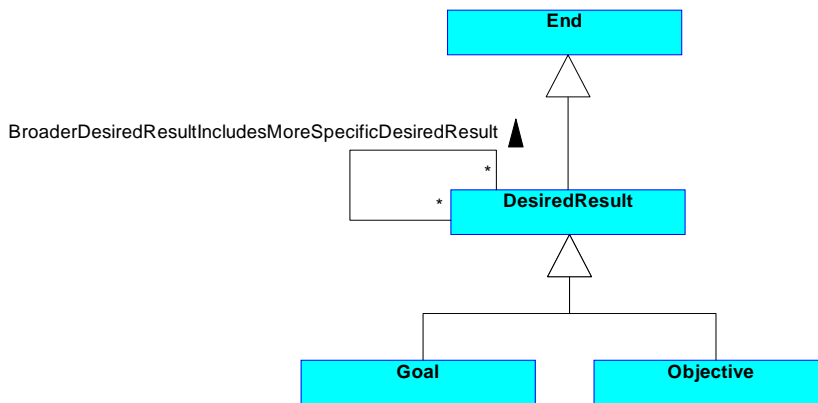 End
BroaderDesiredResultIncludesMoreSpecificDesiredResult
*
*
DesiredResult
Goal
Objective